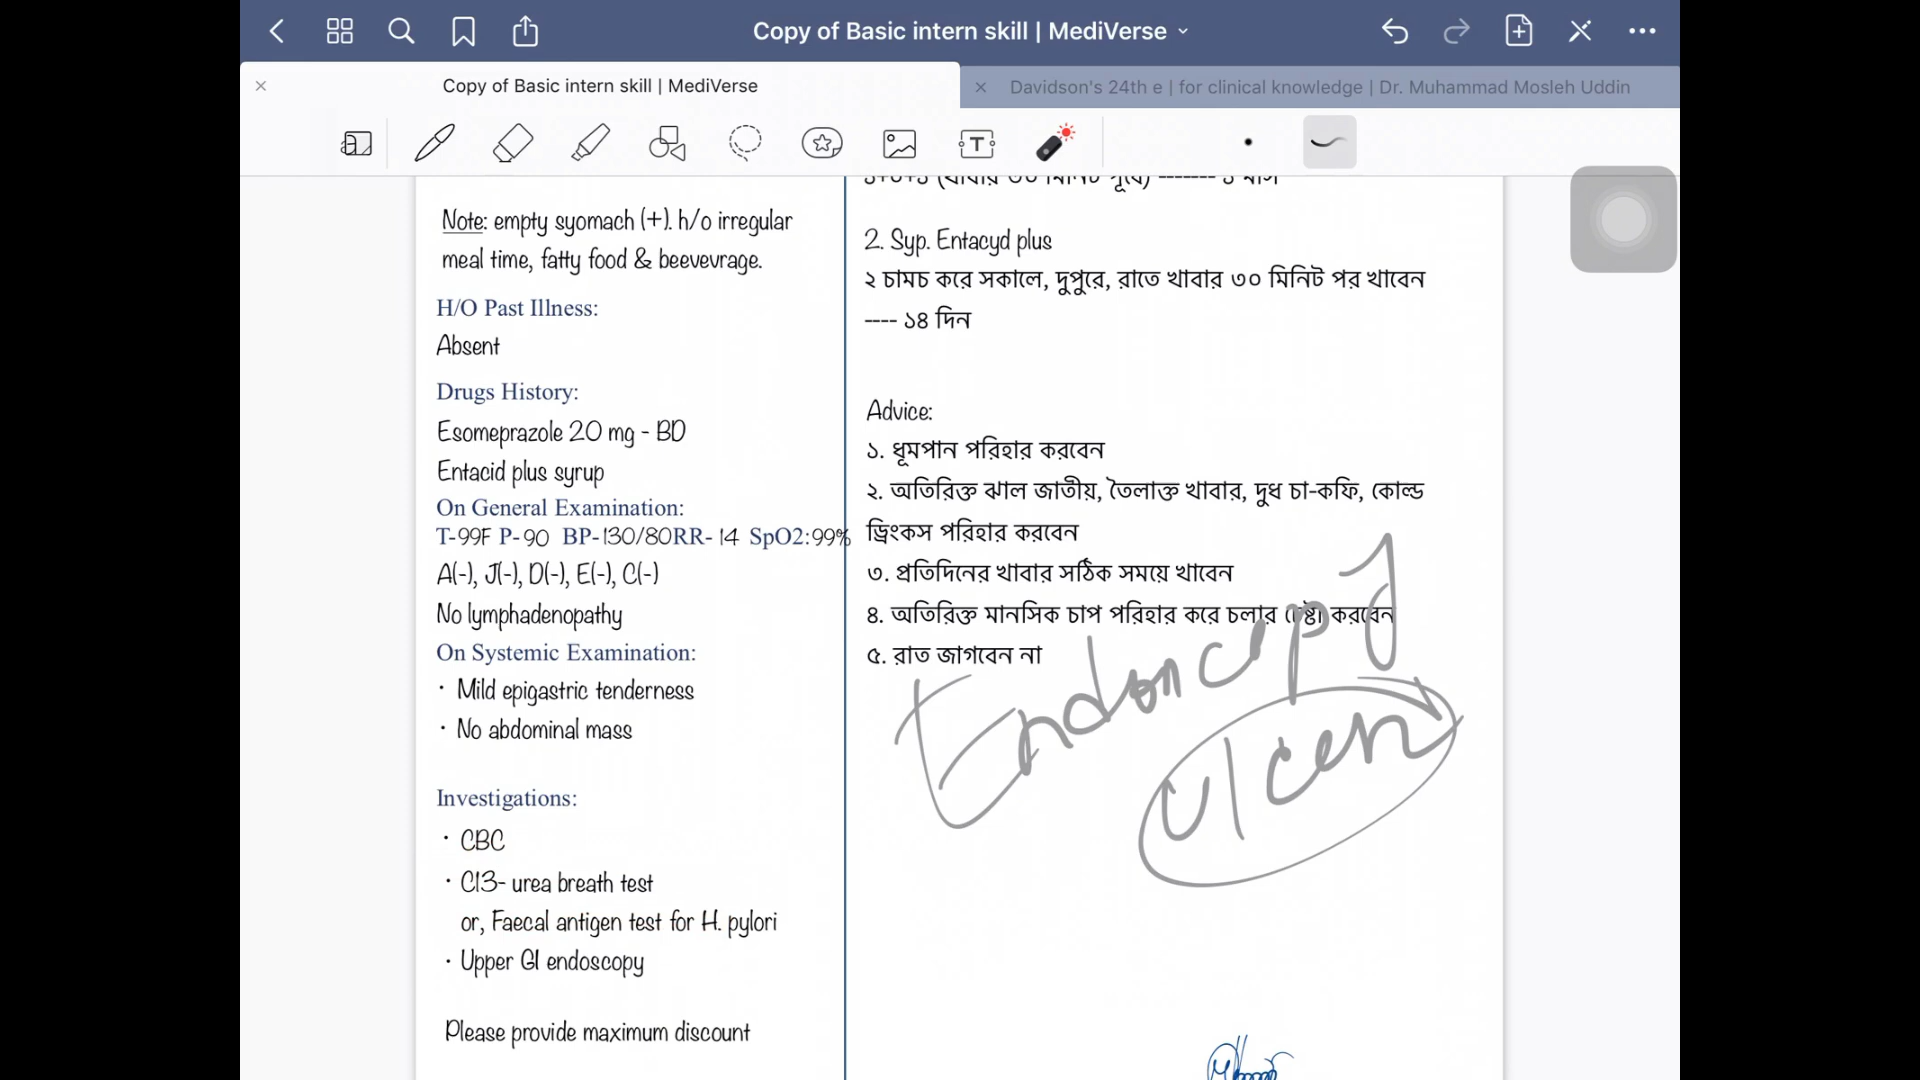 Copy of Basic intern skill | MediVerse
Copy of Basic intern skill | MediVerse
Davidson's 24th e | for clinical knowledge | Dr. Muhammad Mosleh Uddin
Note: empty syomach (+). h/o irregular
meal time, fatty food & beevevrage.
H/O Past Illness:
Absent
Drugs History:
Esomeprazole 20 mg - BD
Entacid plus syrup
On General Examination:
T-99F P-90 BP-130/80RR- 14 SpO2:99%
A(-), J(-), D(-), E(-), C(-)
No lymphadenopathy
On Systemic Examination:
· Mild epigastric tenderness
· No abdominal mass
Investigations:
· CBC
· C13- urea breath test
or, Faecal antigen test for H. pylori
· Upper GI endoscopy
Please provide maximum discount
১+০+১ (খাবার ৩০ মিনিট পূর্বে) ------- ১ মাস
2. Syp. Entacyd plus
২ চামচ করে সকালে, দুপুরে, রাতে খাবার ৩০ মিনিট পর খাবেন
---- ১৪ দিন
Advice:
১. ধূমপান পরিহার করবেন
২. অতিরিক্ত ঝাল জাতীয়, তৈলাক্ত খাবার, দুধ চা-কফি, কোল্ড
ড্রিংকস পরিহার করবেন
৩. প্রতিদিনের খাবার সঠিক সময়ে খাবেন
৪. অতিরিক্ত মানসিক চাপ পরিহার করে চলার চেষ্টা করবেন
৫. রাত জাগবেন না
ulcer